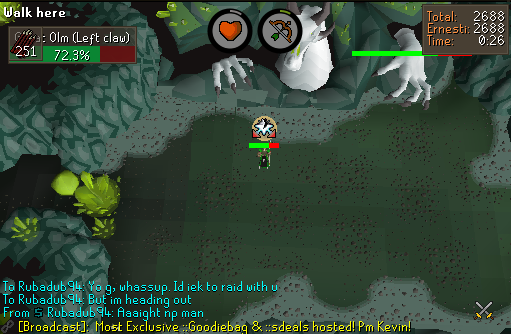 Walk here
Total: 2688
Ernesti: 2688
Time: 0:26
: Olm (Left claw)
251
72.3%
To Rubadub94: Yo g, whassup. Id iek to raid with u
To Rubadub94: But im heading out
From S Rubadub94: Aaaight np man
[Broadcast]: Most Exclusive ::Goodiebag & ::sdeals hosted! Pm Kevin!